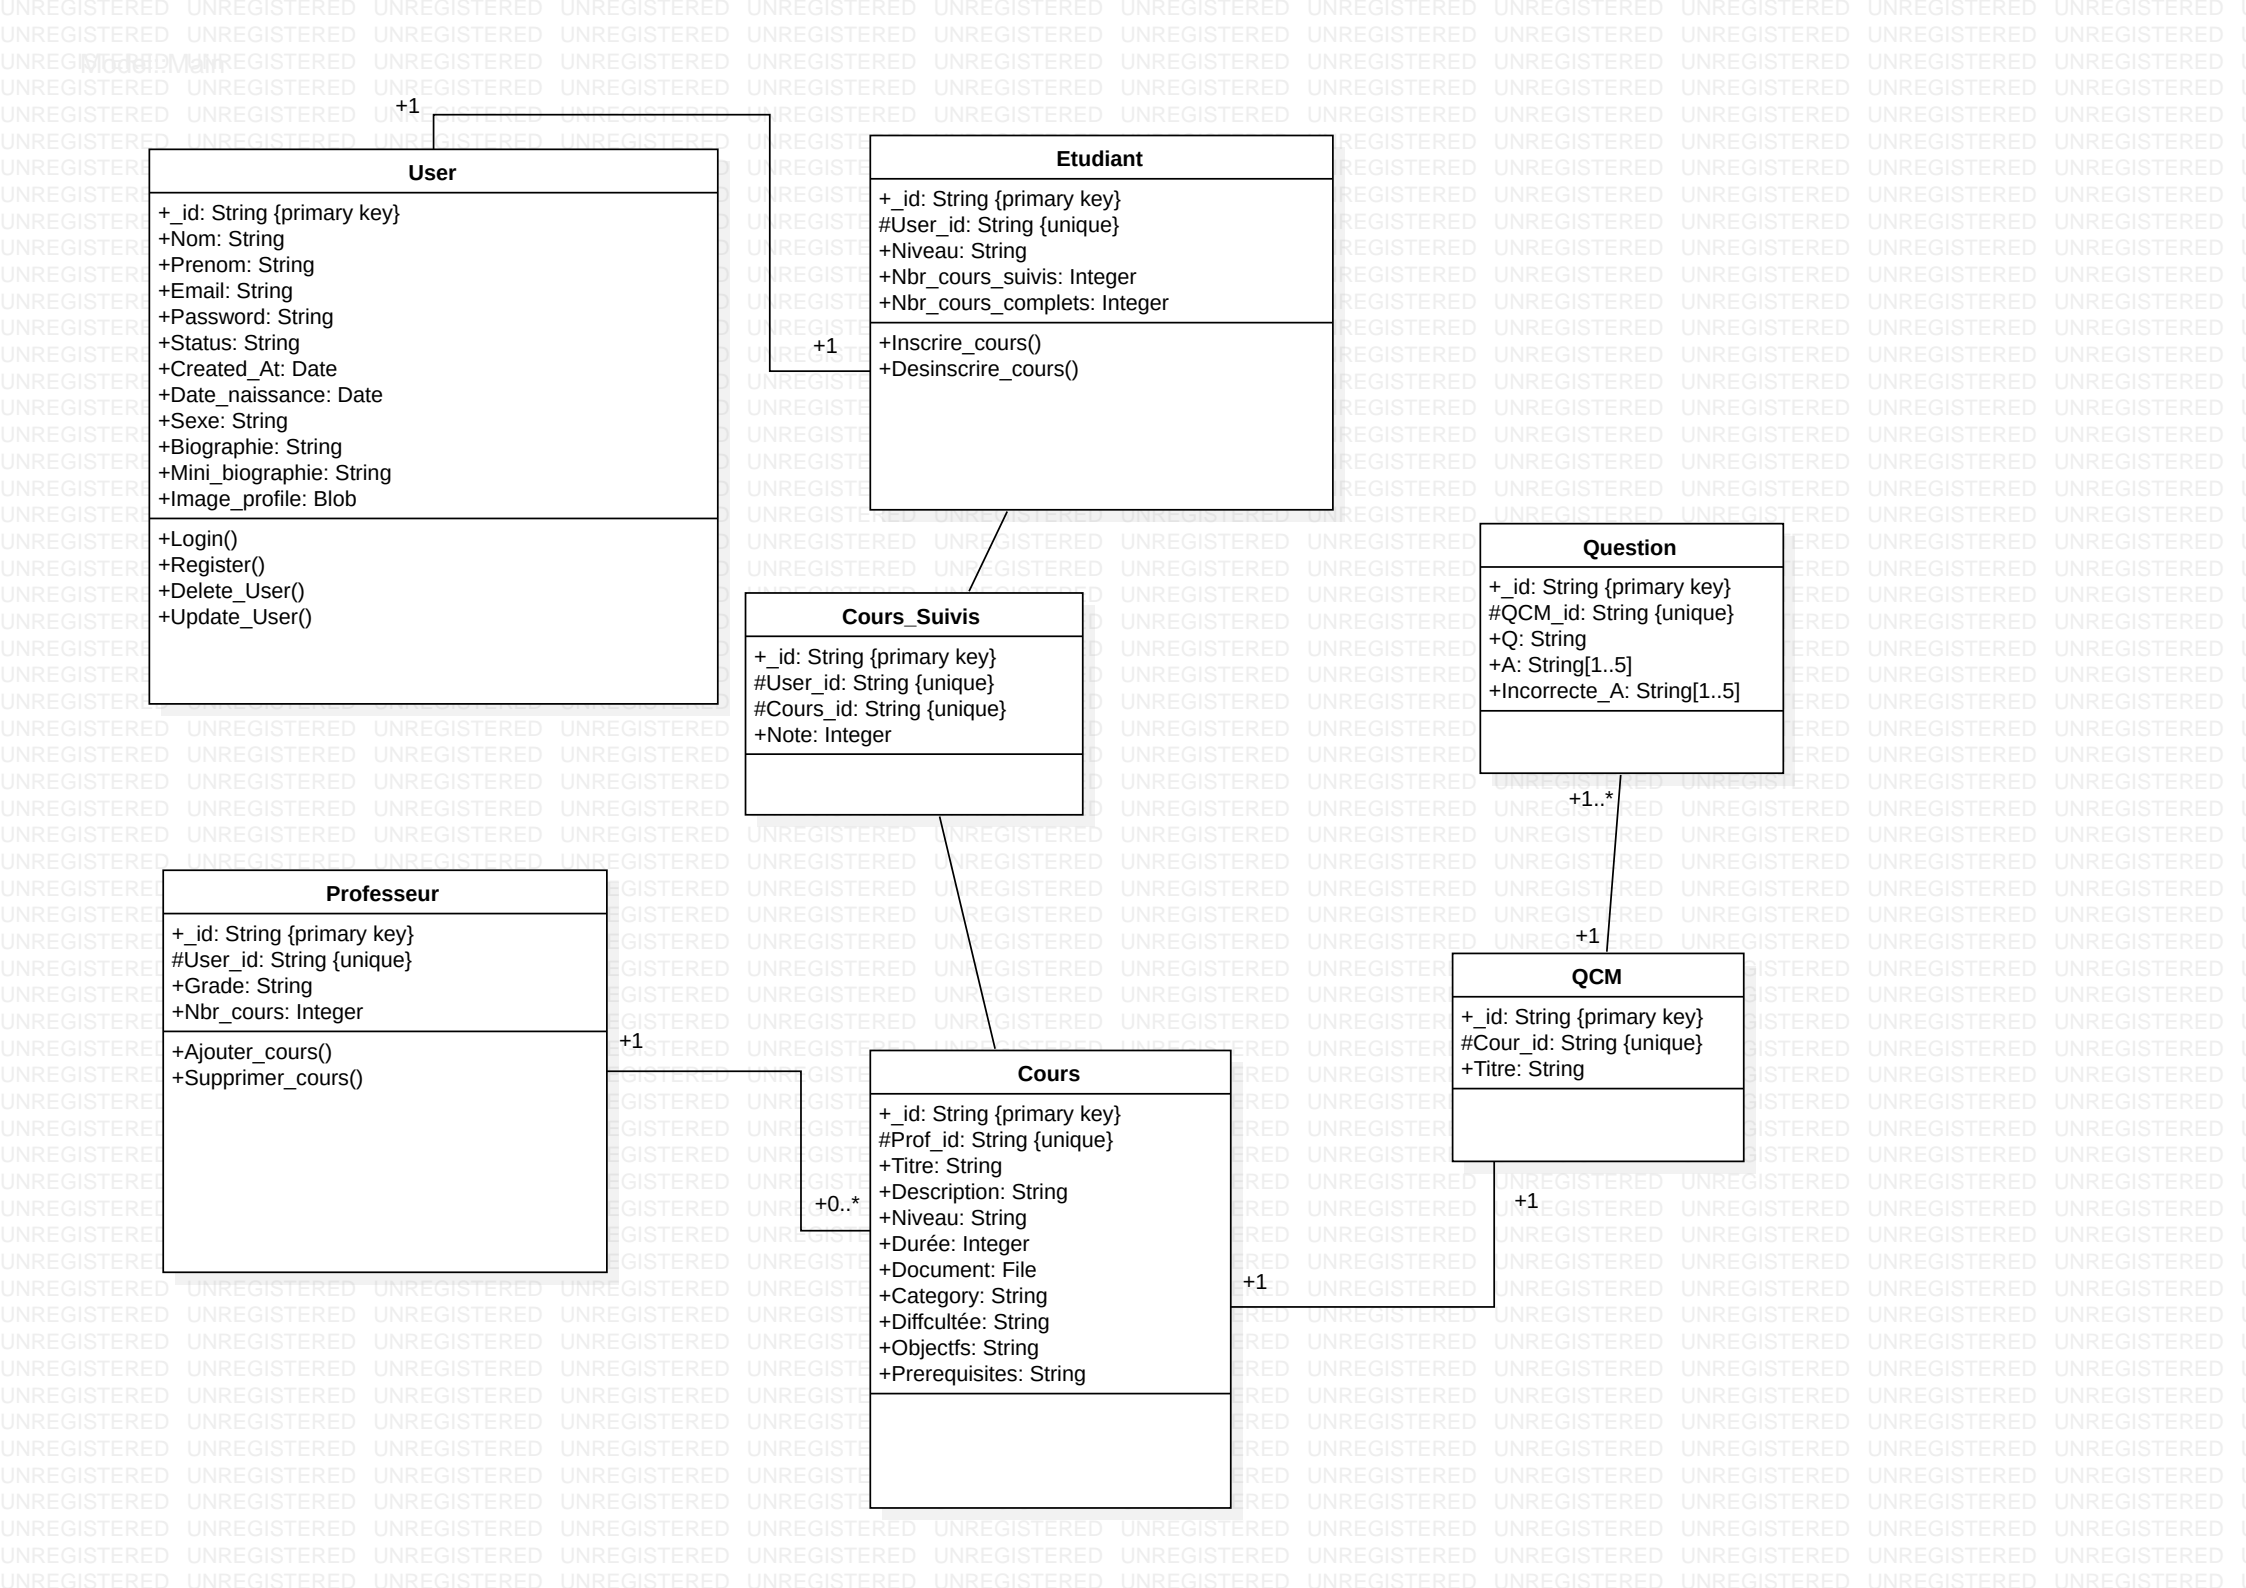 Model::Main
+1
User
+_id: String {primary key}
+Nom: String
+Prenom: String
+Email: String
+Password: String
+Status: String
+Created_At: Date
+Date_naissance: Date
+Sexe: String
+Biographie: String
+Mini_biographie: String
+Image_profile: Blob
+Login()
+Register()
+Delete_User()
+Update_User()
Etudiant
+_id: String {primary key}
#User_id: String {unique}
+Niveau: String
+Nbr_cours_suivis: Integer
+Nbr_cours_complets: Integer
+1
+Inscrire_cours()
+Desinscrire_cours()
Cours_Suivis
+_id: String {primary key}
#User_id: String {unique}
#Cours_id: String {unique}
+Note: Integer
Question
+_id: String {primary key}
#QCM_id: String {unique}
+Q: String
+A: String[1..5]
+Incorrecte_A: String[1..5]
+1..*
+1
Professeur
+_id: String {primary key}
#User_id: String {unique}
+Grade: String
+Nbr_cours: Integer
+Ajouter_cours()
+Supprimer_cours()
+1
+0..*
QCM
+_id: String {primary key}
#Cour_id: String {unique}
+Titre: String
+1
+1
Cours
+_id: String {primary key}
#Prof_id: String {unique}
+Titre: String
+Description: String
+Niveau: String
+Durée: Integer
+Document: File
+Category: String
+Diffcultée: String
+Objectfs: String
+Prerequisites: String
UNREGISTERED